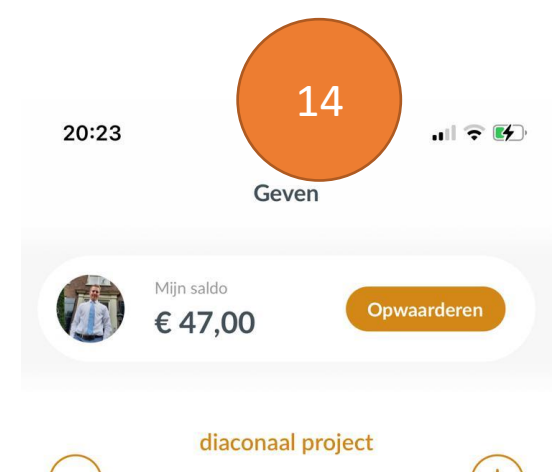 14
20:23
Geven
Mijn saldo
€ 47,00
Opwaarderen
diaconaal project